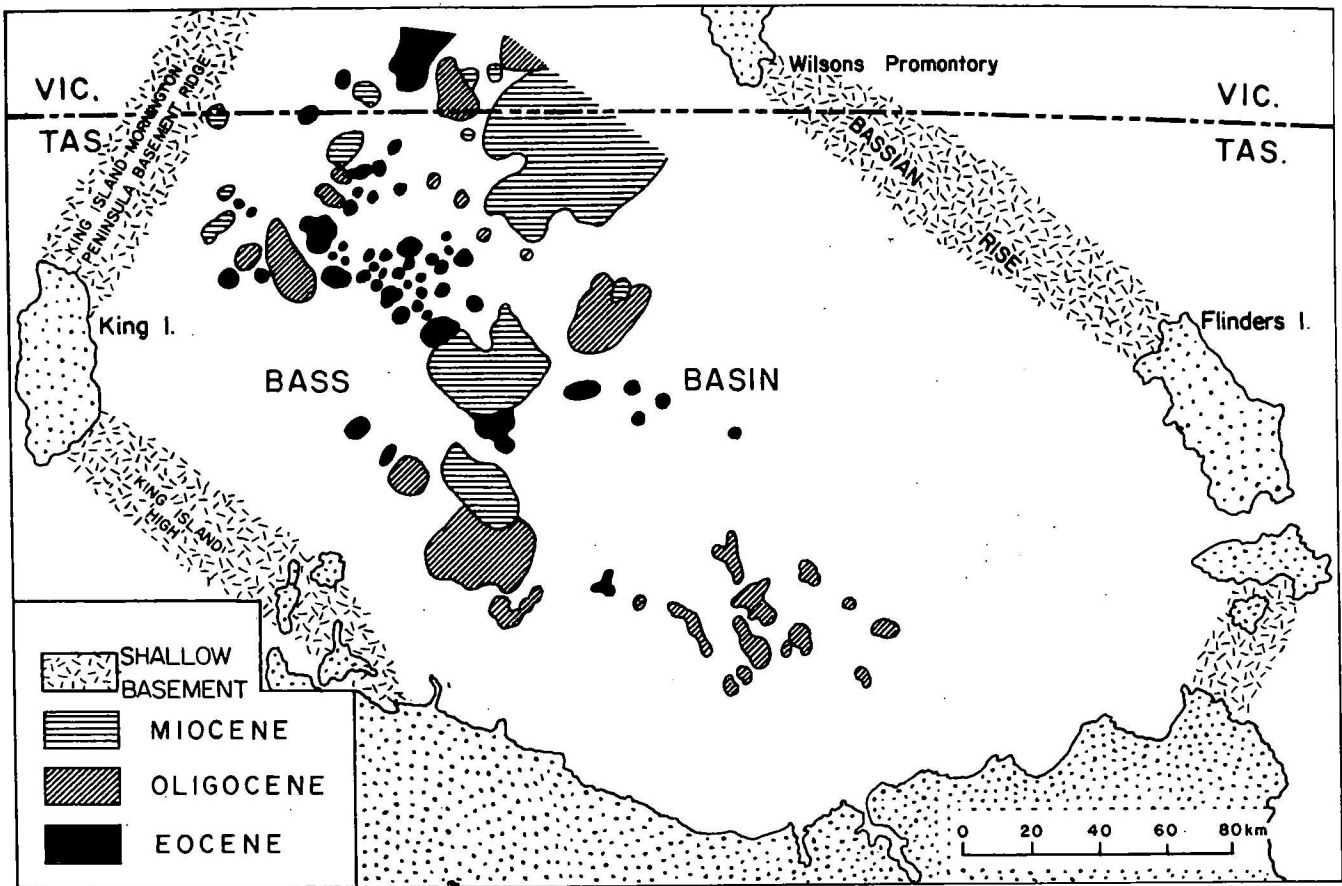 VIC.
TAS.
KING ISLAND-MORNINGTON
PENINSULA BASEMENT RIDGE
Wilsons Promontory
VIC.
TAS.
BASSIAN
RISE
King I.
Flinders I.
BASS
BASIN
KING ISLAND
HIGH
SHALLOW
BASEMENT
MIOCENE
OLIGOCENE
EOCENE
0 20 40 60 80km